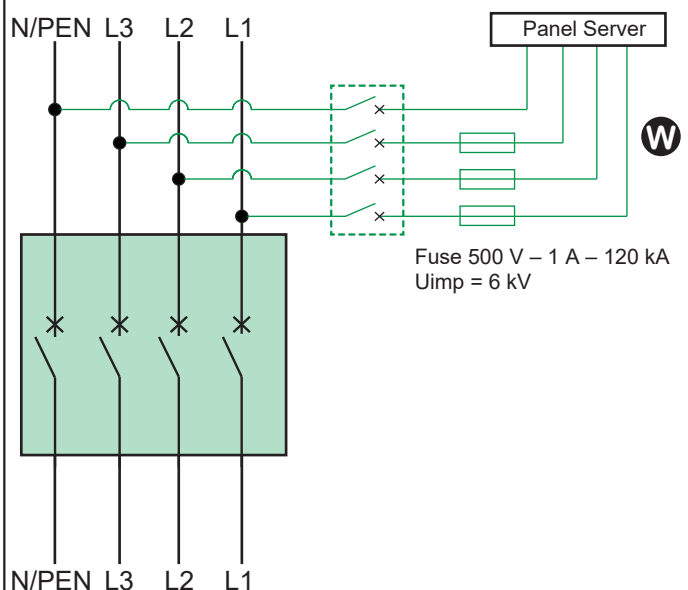 N/PEN L3 L2 L1
Panel Server
W
Fuse 500 V – 1 A – 120 kA
Uimp = 6 kV
N/PEN L3 L2 L1